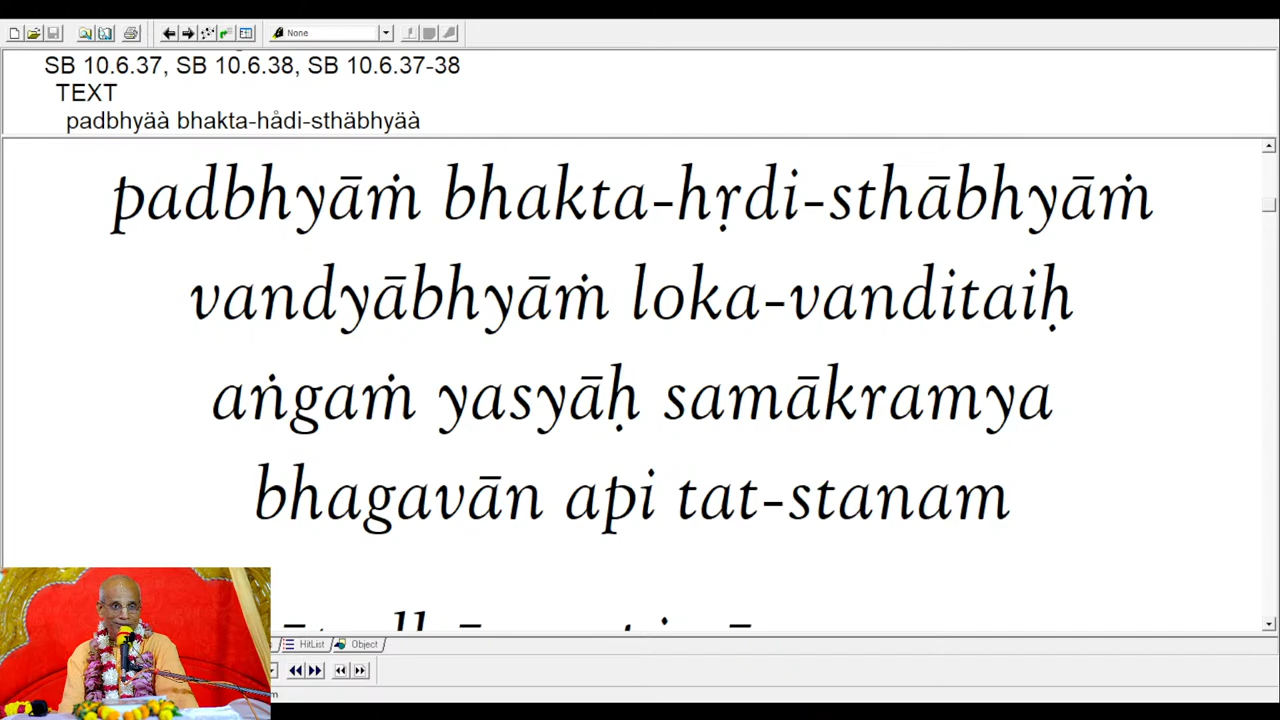 None
SB 10.6.37, SB 10.6.38, SB 10.6.37-38
TEXT
padbhyäà bhakta-hådi-sthäbhyäà
padbhyāṁ bhakta-hṛdi-sthābhyāṁ
vandyābhyāṁ loka-vanditaiḥ
aṅgaṁ yasyāḥ samākramya
bhagavān api tat-stanam
HitList Object